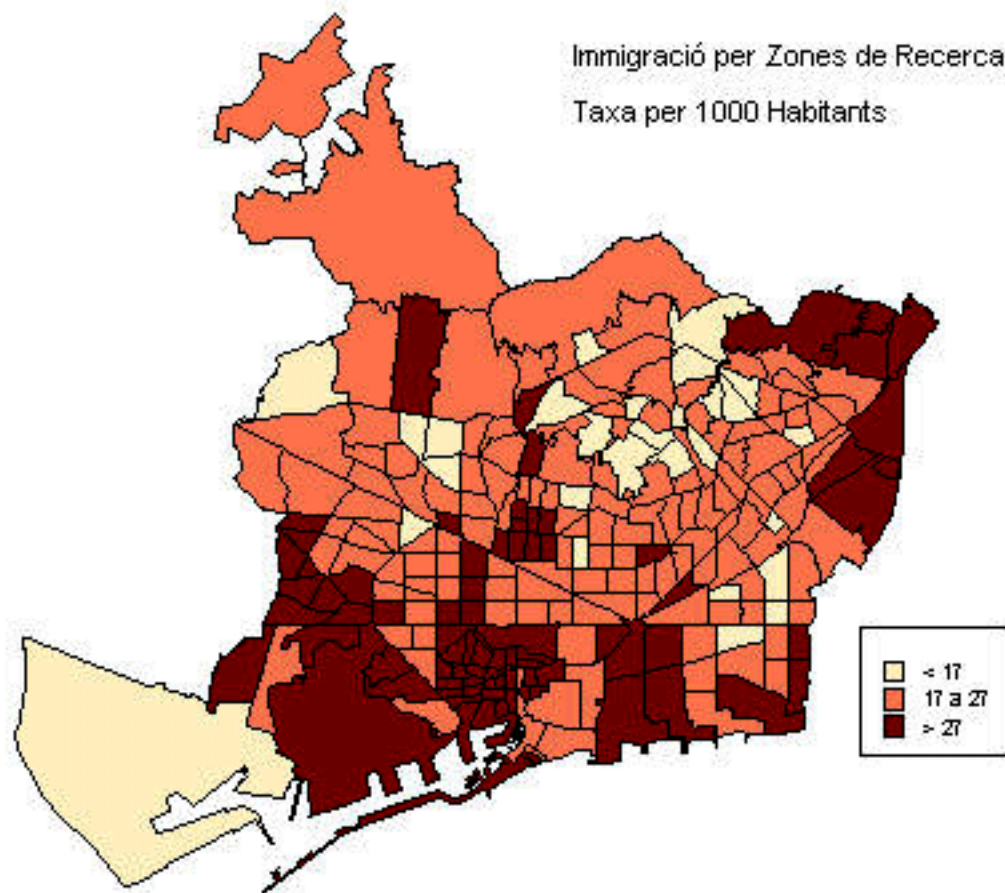 Immigració per Zones de Recerca
Taxa per 1000 Habitants
< 17
17 a 27
> 27